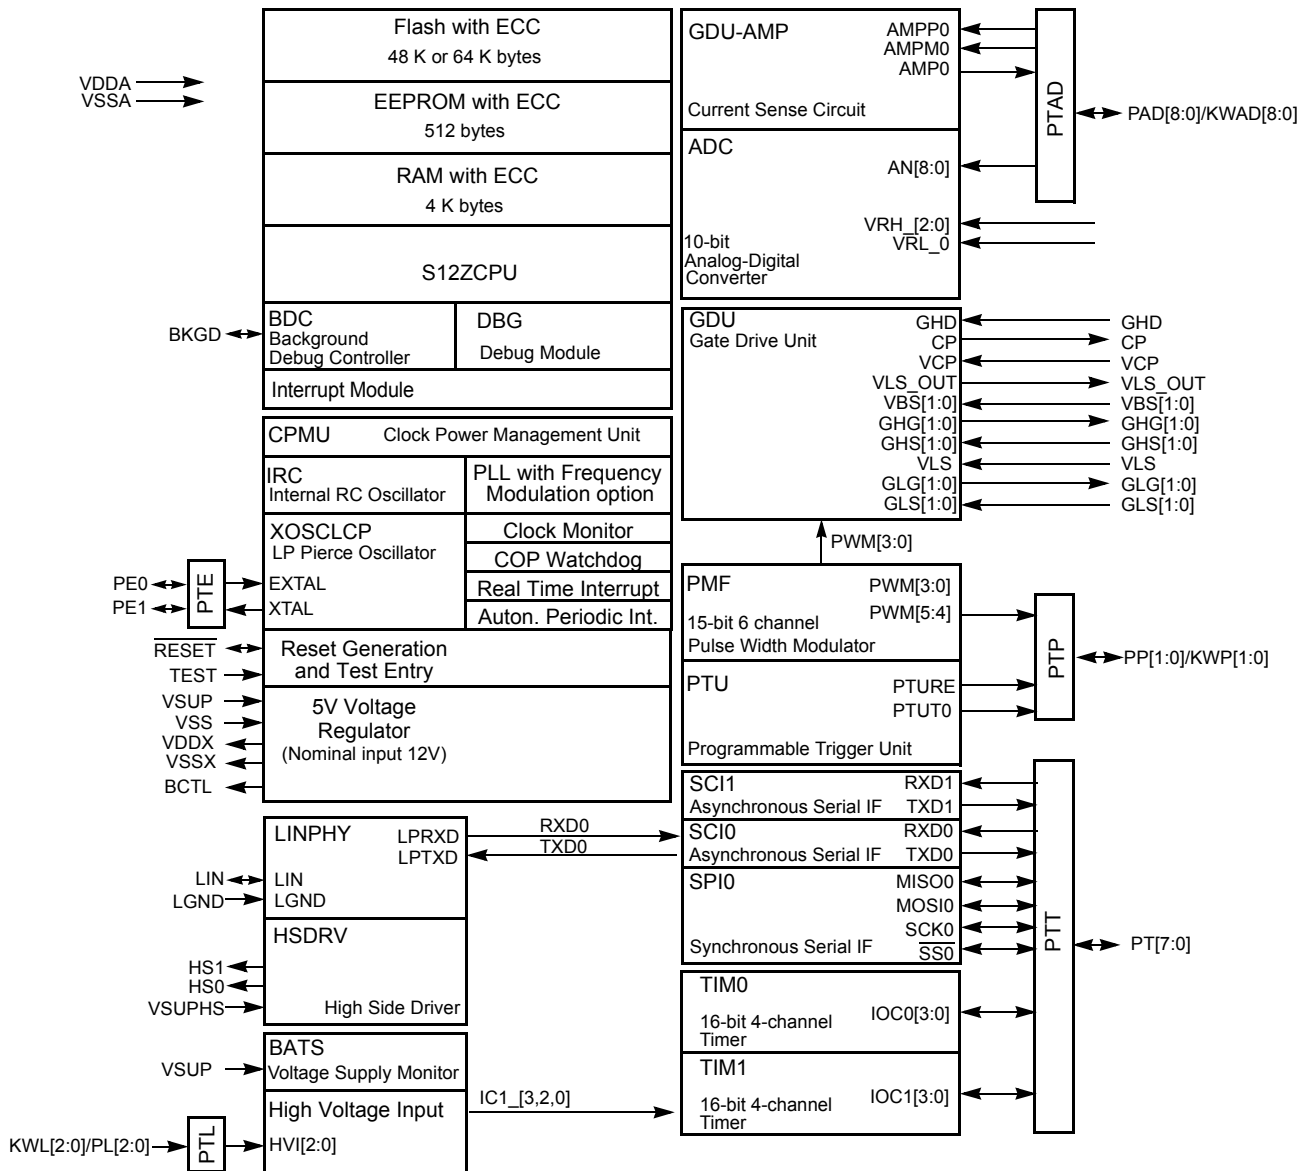 Flash with ECC
48 K or 64 K bytes
VDDA
VSSA
EEPROM with ECC
512 bytes
RAM with ECC
4 K bytes
S12ZCPU
BKGD
BDC
Background
Debug Controller
DBG
Debug Module
Interrupt Module
CPMU
Clock Power Management Unit
IRC
Internal RC Oscillator
PLL with Frequency
Modulation option
XOSCLCP
LP Pierce Oscillator
EXTAL
XTAL
Clock Monitor
COP Watchdog
Real Time Interrupt
Auton. Periodic Int.
PE0
PE1
PTE
RESET
TEST
Reset Generation
and Test Entry
VSUP
VSS
VDDX
VSSX
BCTL
5V Voltage
Regulator
(Nominal input 12V)
LINPHY
LPRXD
LPTXD
RXD0
TXD0
LIN
LGND
LIN
LGND
HSDRV
HS1
HS0
VSUPHS
High Side Driver
BATS
Voltage Supply Monitor
VSUP
High Voltage Input
HVI[2:0]
IC1_[3,2,0]
KWL[2:0]/PL[2:0]
PTL
GDU-AMP
AMPP0
AMPM0
AMP0
Current Sense Circuit
PTAD
PAD[8:0]/KWAD[8:0]
ADC
AN[8:0]
VRH_[2:0]
VRL_0
10-bit
Analog-Digital
Converter
GDU
Gate Drive Unit
GHD
CP
VCP
VLS_OUT
VBS[1:0]
GHG[1:0]
GHS[1:0]
VLS
GLG[1:0]
GLS[1:0]
GHD
CP
VCP
VLS_OUT
VBS[1:0]
GHG[1:0]
GHS[1:0]
VLS
GLG[1:0]
GLS[1:0]
PWM[3:0]
PMF
PWM[3:0]
PWM[5:4]
15-bit 6 channel
Pulse Width Modulator
PTU
PTURE
PTUT0
Programmable Trigger Unit
PTP
PP[1:0]/KWP[1:0]
SCI1
RXD1
Asynchronous Serial IF
TXD1
SCI0
RXD0
Asynchronous Serial IF
TXD0
SPI0
MISO0
MOSI0
SCK0
Synchronous Serial IF
SS0
PTT
PT[7:0]
TIM0
16-bit 4-channel
Timer
IOC0[3:0]
TIM1
16-bit 4-channel
Timer
IOC1[3:0]